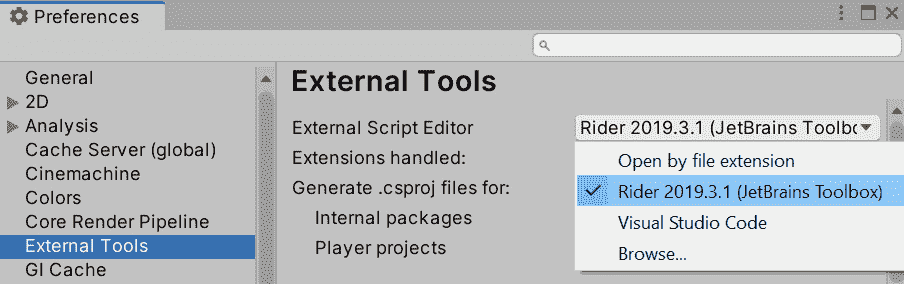 Preferences
General
2D
Analysis
Cache Server (global)
Cinemachine
Colors
Core Render Pipeline
External Tools
GI Cache
External Tools
External Script Editor
Rider 2019.3.1 (JetBrains Toolbo
Extensions handled:
Generate .csproj files for:
Internal packages
Player projects
Open by file extension
Rider 2019.3.1 (JetBrains Toolbox)
Visual Studio Code
Browse...